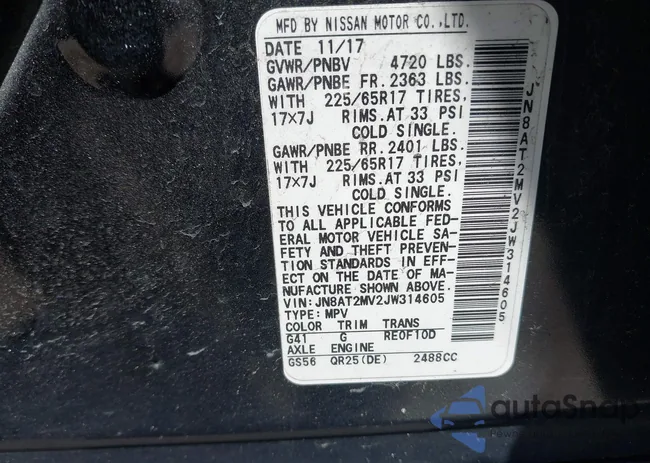 MFD BY NISSAN MOTOR CO.,LTD.
DATE 11/17
GVWR/PNBV 4720 LBS.
GAWR/PNBE FR. 2363 LBS.
WITH 225/65R17 TIRES,
17×7J RIMS.AT 33 PSI
COLD SINGLE.
GAWR/PNBE RR. 2401 LBS.
WITH 225/65R17 TIRES,
17×7J RIMS.AT 33 PSI
COLD SINGLE.
THIS VEHICLE CONFORMS
TO ALL APPLICABLE FED-
ERAL MOTOR VEHICLE SA-
FETY AND THEFT PREVEN-
TION STANDARDS IN EFF-
ECT ON THE DATE OF MA-
NUFACTURE SHOWN ABOVE.
VIN:JN8AT2MV2JW314605
TYPE:MPV
COLOR TRIM TRANS
G41 G RE0F10D
AXLE ENGINE
GS56 QR25(DE) 2488CC
JN8AT2MV2JW314605
autoSnap